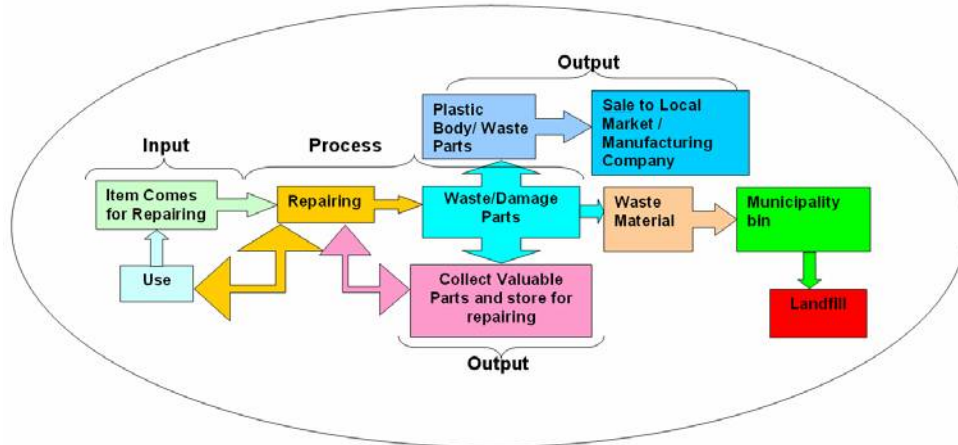 Output
Plastic
Body/ Waste
Parts
Sale to Local
Market /
Manufacturing
Company
Input
Process
Item Comes
for Repairing
Repairing
Waste/Damage
Parts
Waste
Material
Municipality
bin
Use
Collect Valuable
Parts and store for
repairing
Landfill
Output